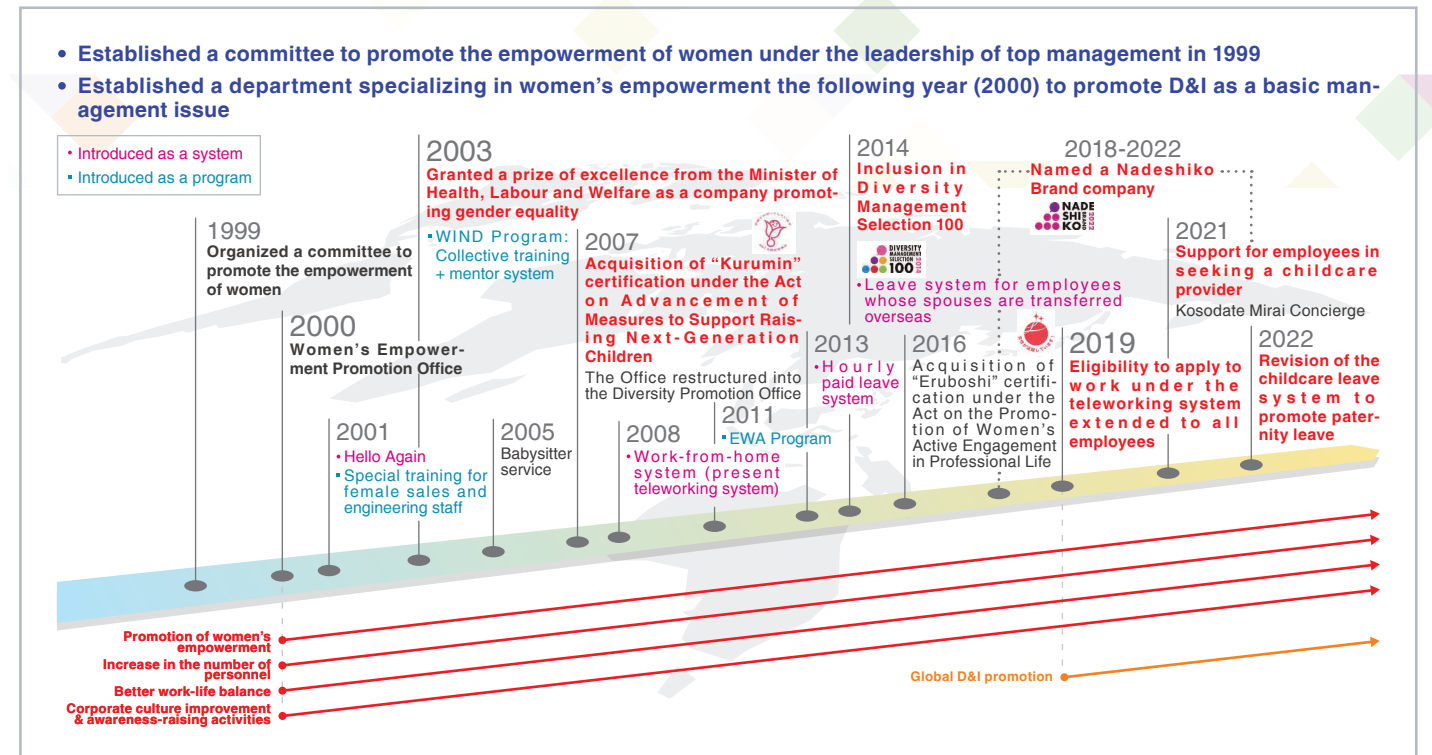 • Established a committee to promote the empowerment of women under the leadership of top management in 1999
• Established a department specializing in women's empowerment the following year (2000) to promote D&I as a basic man-
agement issue
• Introduced as a system
▪ Introduced as a program
1999
Organized a committee to
promote the empowerment
of women
2000
Women's Empower-
ment Promotion Office
2001
• Hello Again
▪ Special training for
female sales and
engineering staff
2003
Granted a prize of excellence from the Minister of
Health, Labour and Welfare as a company promot-
ing gender equality
▪ WIND Program:
Collective training
+ mentor system
2005
Babysitter
service
2007
Acquisition of “Kurumin”
certification under the Act
on Advancement of
Measures to Support Rais-
ing Next-Generation
Children
The Office restructured into
the Diversity Promotion Office
2008
• Work-from-home
system (present
teleworking system)
2011
▪ EWA Program
2013
• Hourly
paid leave
system
2014
Inclusion in
Diversity
Management
Selection 100
DIVERSITY
MANAGEMENT
SELECTION
100
2014
• Leave system for employees
whose spouses are transferred
overseas
2016
Acquisition of
“Eruboshi” certifi-
cation under the
Act on the Promo-
tion of Women's
Active Engagement
in Professional Life
2018-2022
Named a Nadeshiko
Brand company
NADE
SHI
KO
BRAND
2022
2019
Eligibility to apply to
work under the
teleworking system
extended to all
employees
2021
Support for employees in
seeking a childcare
provider
Kosodate Mirai Concierge
2022
Revision of the
childcare leave
system to
promote pater-
nity leave
Promotion of women's
empowerment
Increase in the number of
personnel
Better work-life balance
Corporate culture improvement
& awareness-raising activities
Global D&I promotion